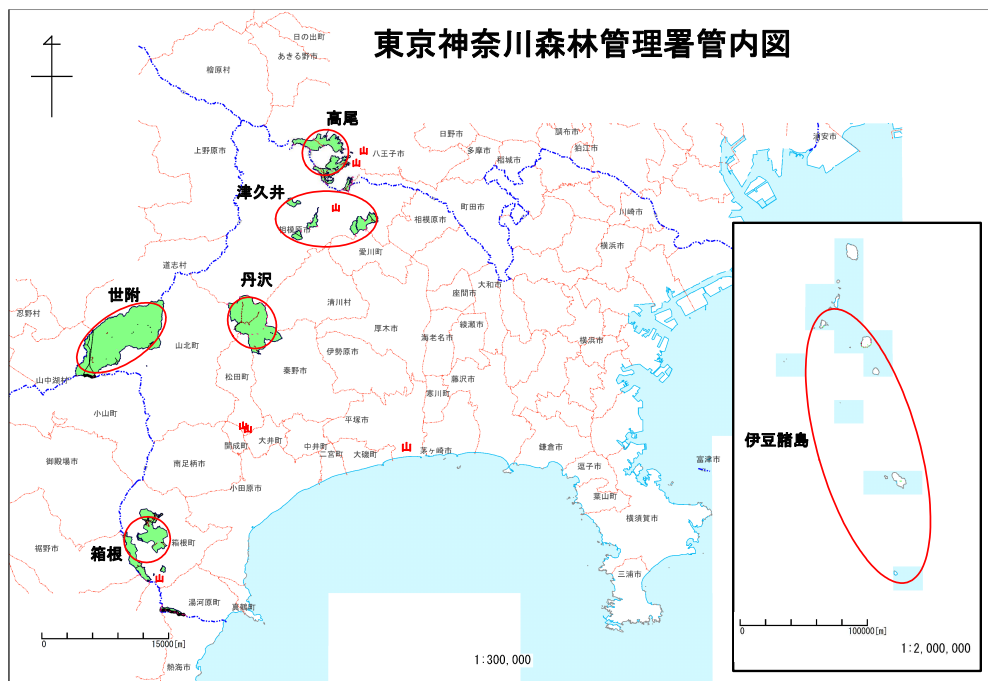 東京神奈川森林管理署管内図
日の出町
あきる野市
檜原村
高尾
山
八王子市
山
日野市
多摩市
稲城市
調布市
狛江市
浦安市
上野原市
津久井
山
相模原市
相模原市
町田市
川崎市
横浜市
愛川町
道志村
丹沢
世附
忍野村
清川村
座間市
大和市
綾瀬市
厚木市
海老名市
山北町
伊勢原市
横浜市
山中湖村
松田町
秦野市
藤沢市
寒川町
小山町
平塚市
山山
開成町
大井町
中井町
二宮町
大磯町
山
茅ヶ崎市
鎌倉市
逗子市
富津市
御殿場市
南足柄市
小田原市
葉山町
横須賀市
裾野市
箱根
箱根町
山
三浦市
湯河原町
真鶴町
熱海市
0
15000[m]
1:300,000
伊豆諸島
0
100000[m]
1:2,000,000